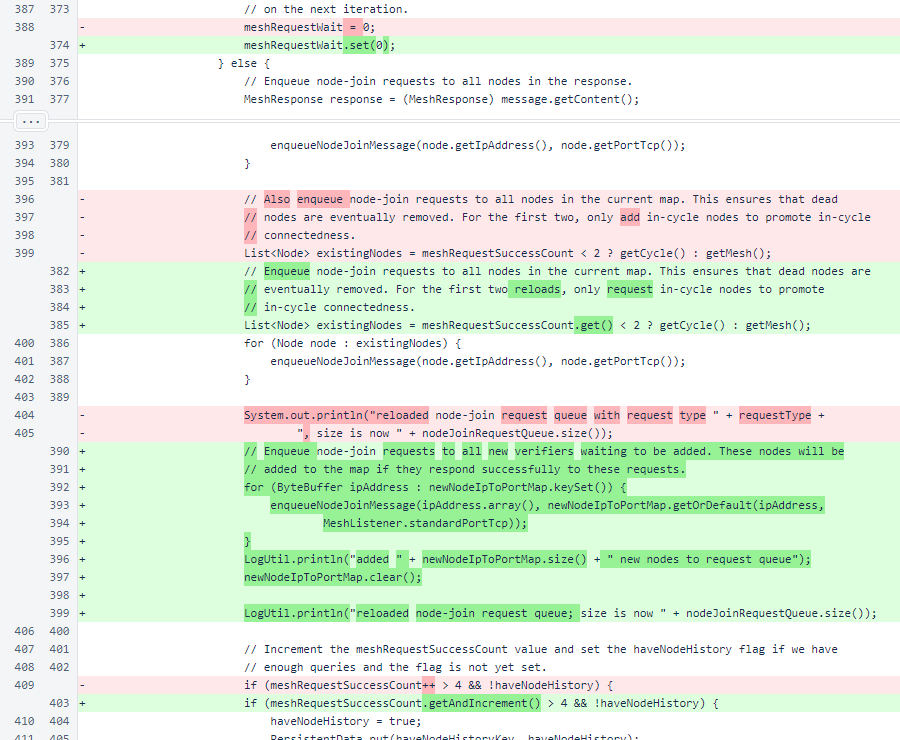 387 373 // on the next iteration.
388 - meshRequestWait = 0;
374 + meshRequestWait.set(0);
389 375 } else {
390 376 // Enqueue node-join requests to all nodes in the response.
391 377 MeshResponse response = (MeshResponse) message.getContent();
...
393 379 enqueueNodeJoinMessage(node.getIpAddress(), node.getPortTcp());
394 380 }
395 381
396 - // Also enqueue node-join requests to all nodes in the current map. This ensures that dead
397 - // nodes are eventually removed. For the first two, only add in-cycle nodes to promote in-cycle
398 - // connectedness.
399 - List<Node> existingNodes = meshRequestSuccessCount < 2 ? getCycle() : getMesh();
382 + // Enqueue node-join requests to all nodes in the current map. This ensures that dead nodes are
383 + // eventually removed. For the first two reloads, only request in-cycle nodes to promote
384 + // in-cycle connectedness.
385 + List<Node> existingNodes = meshRequestSuccessCount.get() < 2 ? getCycle() : getMesh();
400 386 for (Node node : existingNodes) {
401 387 enqueueNodeJoinMessage(node.getIpAddress(), node.getPortTcp());
402 388 }
403 389
404 - System.out.println("reloaded node-join request queue with request type " + requestType +
405 - ", size is now " + nodeJoinRequestQueue.size());
390 + // Enqueue node-join requests to all new verifiers waiting to be added. These nodes will be
391 + // added to the map if they respond successfully to these requests.
392 + for (ByteBuffer ipAddress : newNodeIpToPortMap.keySet()) {
393 + enqueueNodeJoinMessage(ipAddress.array(), newNodeIpToPortMap.getOrDefault(ipAddress,
394 + MeshListener.standardPortTcp));
395 + }
396 + LogUtil.println("added " + newNodeIpToPortMap.size() + " new nodes to request queue");
397 + newNodeIpToPortMap.clear();
398 +
399 + LogUtil.println("reloaded node-join request queue; size is now " + nodeJoinRequestQueue.size());
406 400
407 401 // Increment the meshRequestSuccessCount value and set the haveNodeHistory flag if we have
408 402 // enough queries and the flag is not yet set.
409 - if (meshRequestSuccessCount++ > 4 && !haveNodeHistory) {
403 + if (meshRequestSuccessCount.getAndIncrement() > 4 && !haveNodeHistory) {
410 404 haveNodeHistory = true;
411 405 PersistentData.put(haveNodeHistoryKey, haveNodeHistory);